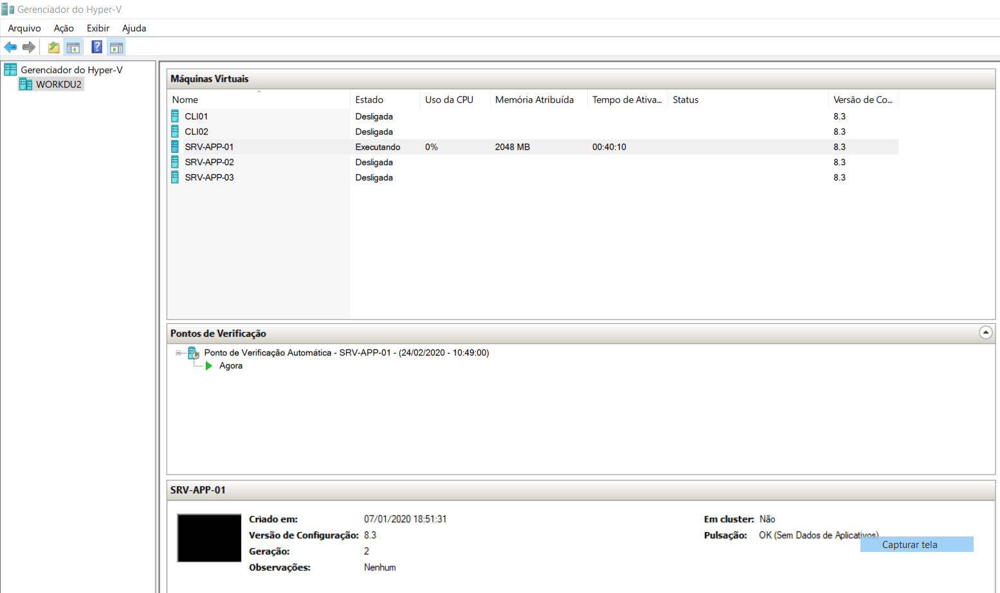 Gerenciador do Hyper-V
Arquivo Ação Exibir Ajuda
Gerenciador do Hyper-V
WORKDU2
Máquinas Virtuais
Nome Estado Uso da CPU Memória Atribuída Tempo de Ativa... Status Versão de Co...
CLI01 Desligada 8.3
CLI02 Desligada 8.3
SRV-APP-01 Executando 0% 2048 MB 00:40:10 8.3
SRV-APP-02 Desligada 8.3
SRV-APP-03 Desligada 8.3
Pontos de Verificação
Ponto de Verificação Automática - SRV-APP-01 - (24/02/2020 - 10:49:00)
Agora
SRV-APP-01
Criado em: 07/01/2020 18:51:31 Em cluster: Não
Versão de Configuração: 8.3 Pulsação: OK (Sem Dados de Aplicativos)
Capturar tela
Geração: 2
Observações: Nenhum